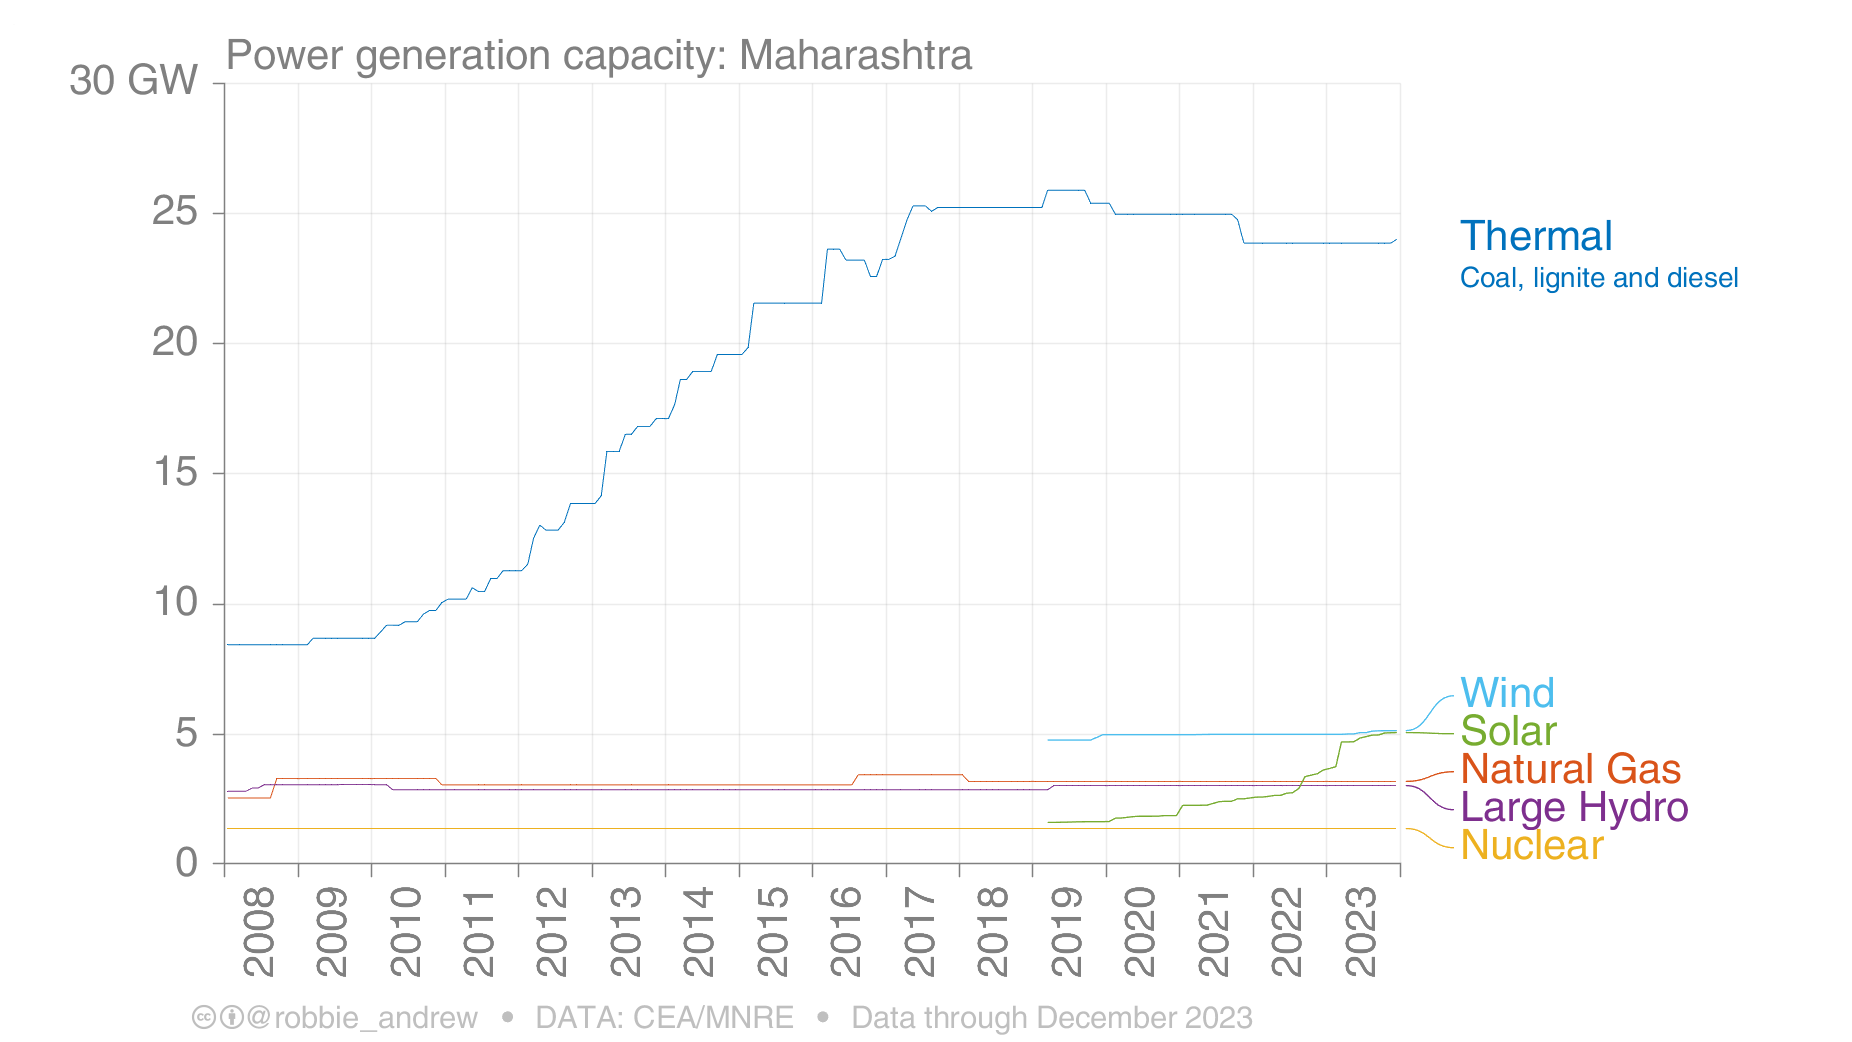 Power generation capacity: Maharashtra
30 GW
25
20
15
10
5
0
Thermal
Coal, lignite and diesel
Wind
Solar
Natural Gas
Large Hydro
Nuclear
2008 2009 2010 2011 2012 2013 2014 2015 2016 2017 2018 2019 2020 2021 2022 2023
cc @robbie_andrew • DATA: CEA/MNRE • Data through December 2023